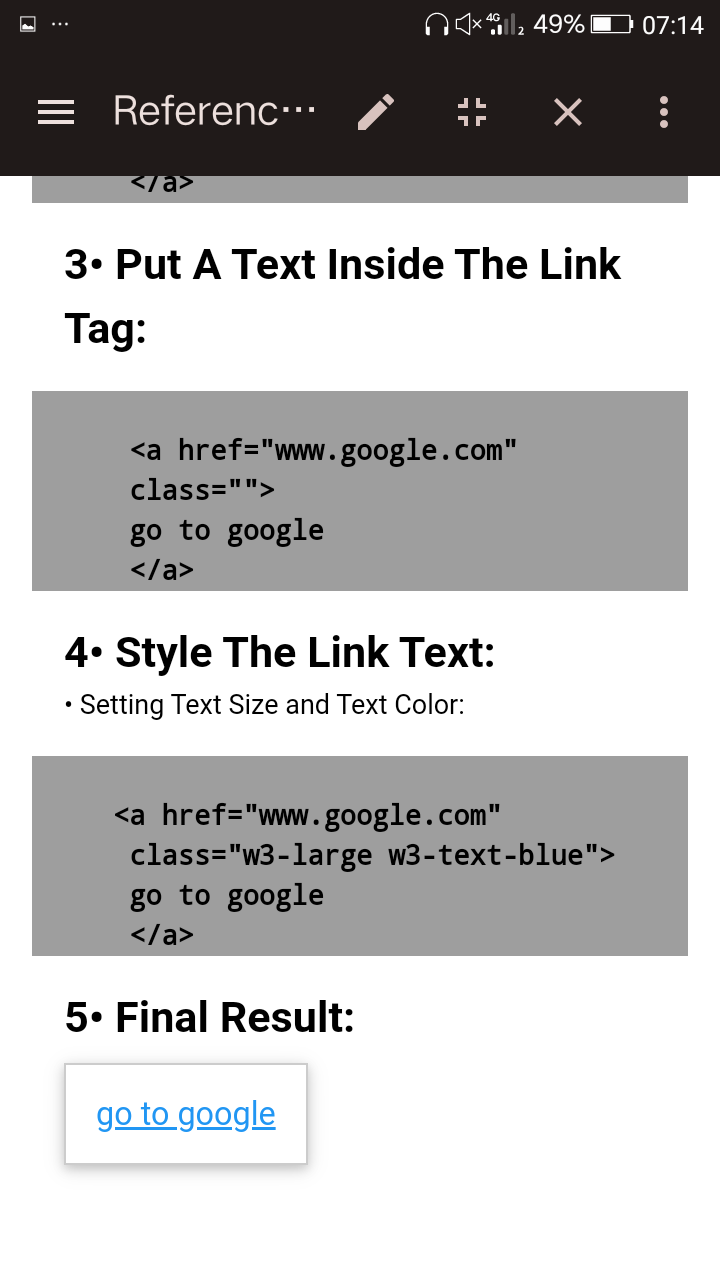 4G 2 49% 07:14
Referenc...
</a>
3• Put A Text Inside The Link
Tag:
<a href="www.google.com"
class="">
go to google
</a>
4• Style The Link Text:
• Setting Text Size and Text Color:
<a href="www.google.com"
class="w3-large w3-text-blue">
go to google
</a>
5• Final Result:
go to google